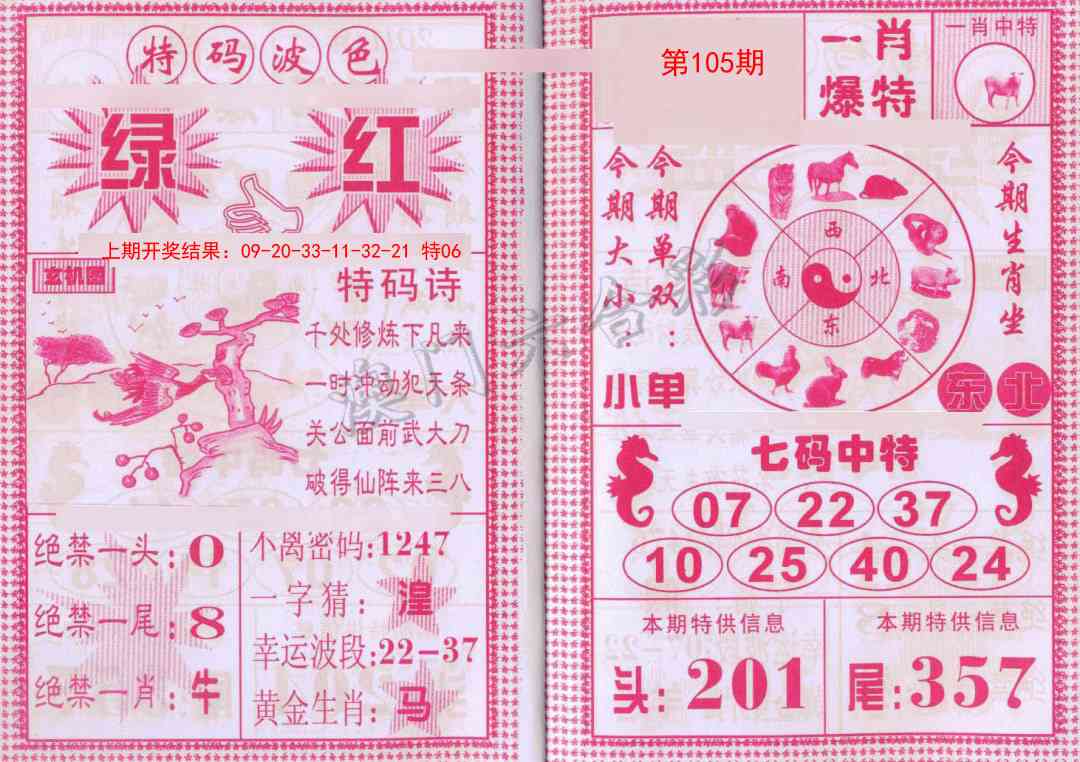 特码波色
绿 红
上期开奖结果：09-20-33-11-32-21 特06
玄机图
特码诗
千处修炼下凡来
一时冲动犯天条
关公面前武大刀
破得仙阵来三八
绝禁一头：0
绝禁一尾：8
绝禁一肖：牛
小离密码：1247
一字猜：湟
幸运波段：22-37
黄金生肖：马
第105期
一肖
爆特
一肖中特
今期大小：
小
今期单双：
单
西
南 北
东
今期生肖坐
东北
七码中特
07 22 37
10 25 40 24
本期特供信息
头：201
本期特供信息
尾：357
澳门六合